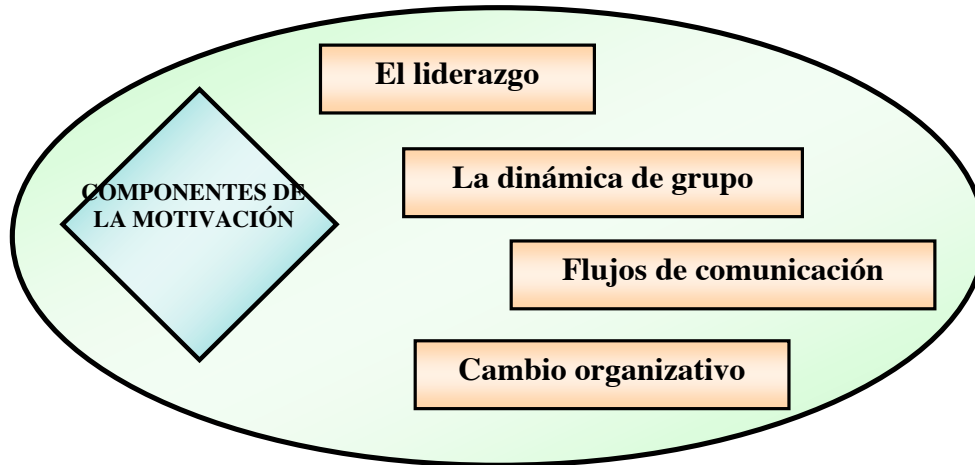 El liderazgo
COMPONENTES DE
LA MOTIVACIÓN
La dinámica de grupo
Flujos de comunicación
Cambio organizativo